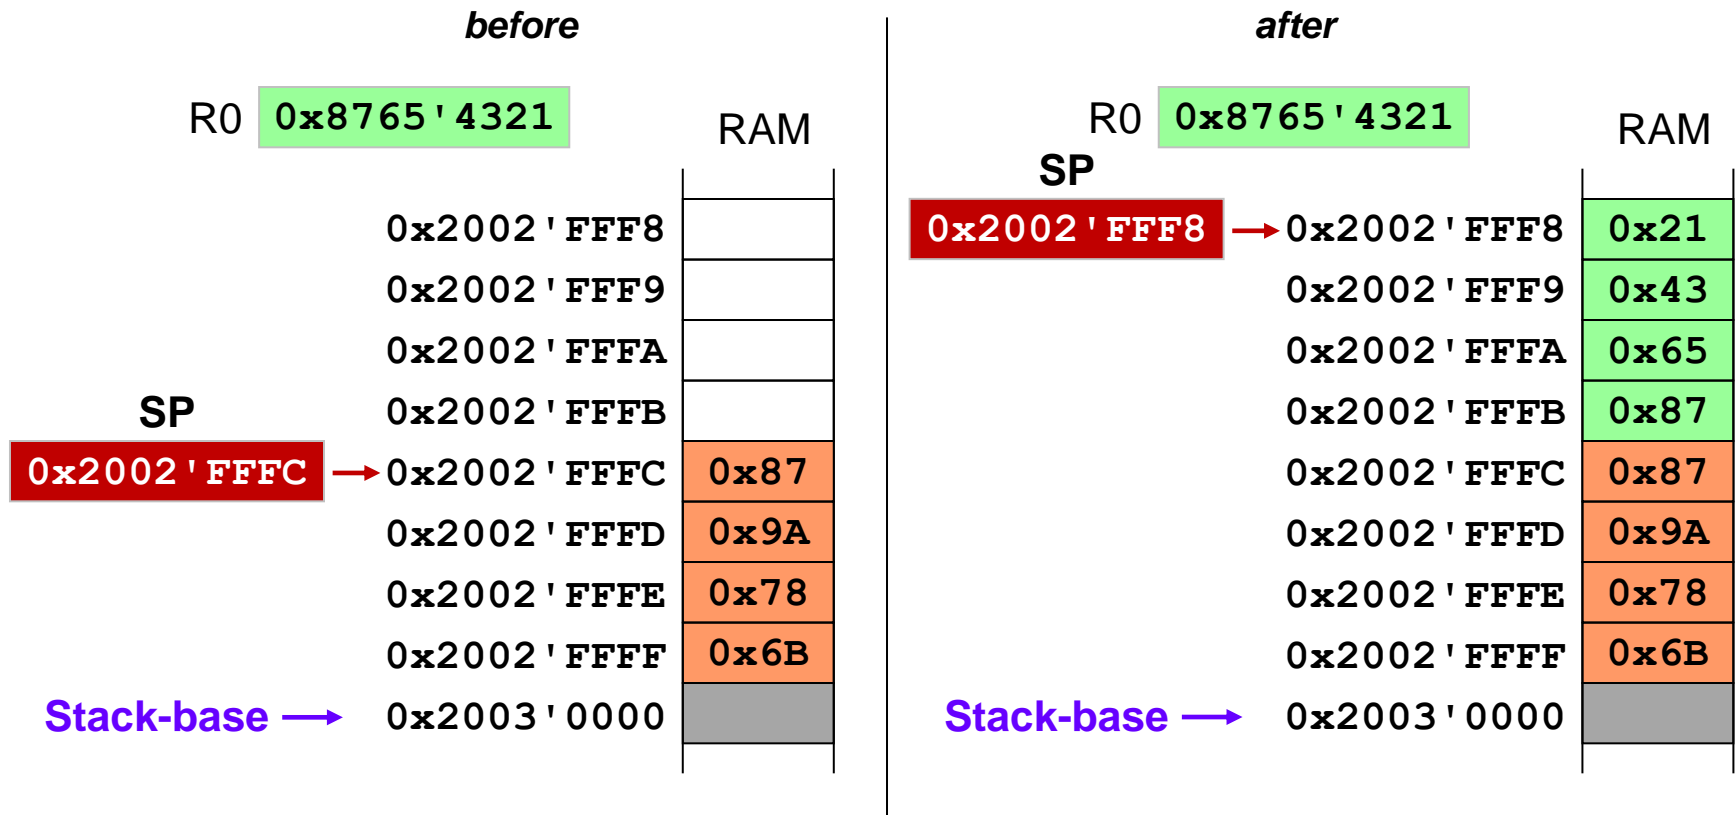 before
R0 0x8765'4321 RAM
0x2002'FFF8
0x2002'FFF9
0x2002'FFFA
SP
0x2002'FFFB
0x2002'FFFC 0x2002'FFFC 0x87
0x2002'FFFD 0x9A
0x2002'FFFE 0x78
0x2002'FFFF 0x6B
Stack-base 0x2003'0000
after
R0 0x8765'4321 RAM
SP
0x2002'FFF8 0x2002'FFF8 0x21
0x2002'FFF9 0x43
0x2002'FFFA 0x65
0x2002'FFFB 0x87
0x2002'FFFC 0x87
0x2002'FFFD 0x9A
0x2002'FFFE 0x78
0x2002'FFFF 0x6B
Stack-base 0x2003'0000